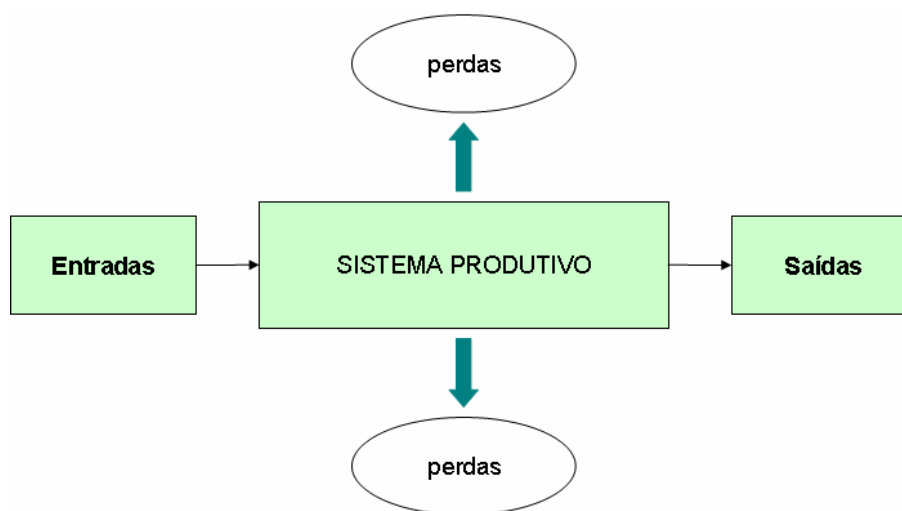 perdas
Entradas
SISTEMA PRODUTIVO
Saídas
perdas